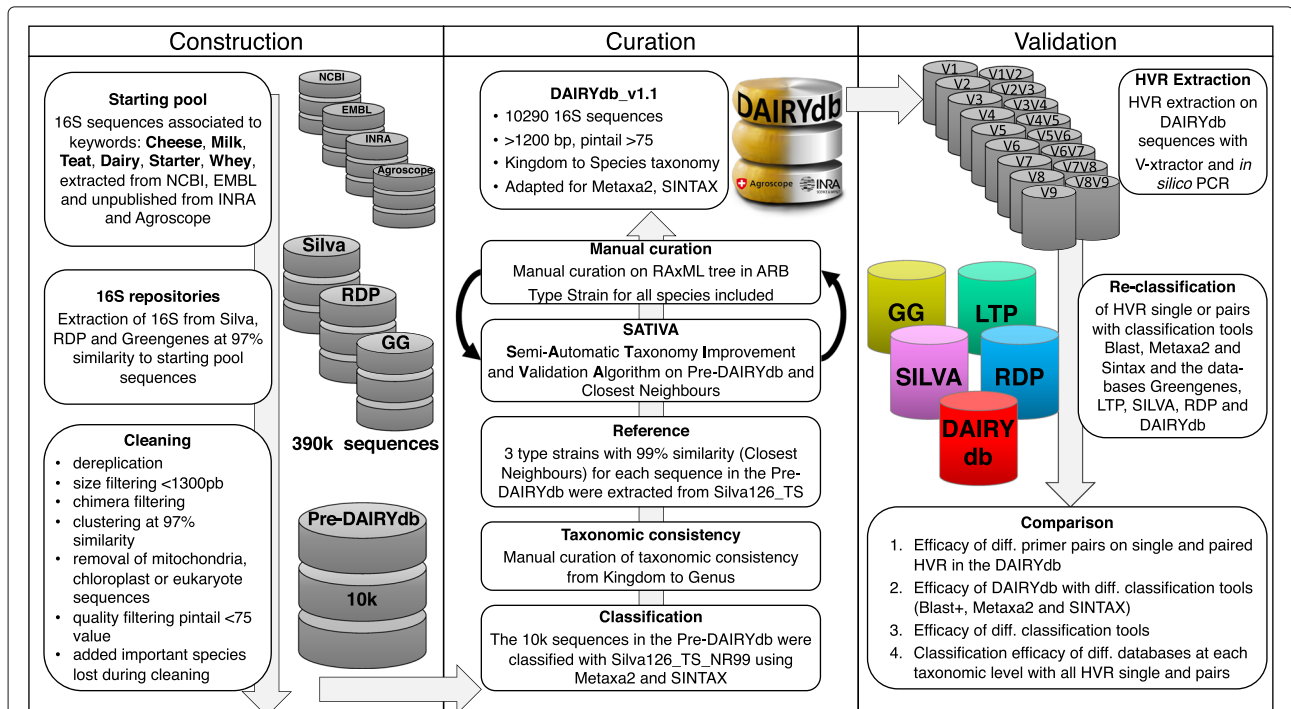 Construction
Starting pool
16S sequences associated to
keywords: Cheese, Milk,
Teat, Dairy, Starter, Whey,
extracted from NCBI, EMBL
and unpublished from INRA
and Agroscope
NCBI
EMBL
INRA
Agroscope
16S repositories
Extraction of 16S from Silva,
RDP and Greengenes at 97%
similarity to starting pool
sequences
Silva
RDP
GG
390k sequences
Cleaning
• dereplication
• size filtering <1300pb
• chimera filtering
• clustering at 97%
similarity
• removal of mitochondria,
chloroplast or eukaryote
sequences
• quality filtering pintail <75
value
• added important species
lost during cleaning
Pre-DAIRYdb
10k
Curation
DAIRYdb_v1.1
• 10290 16S sequences
• >1200 bp, pintail >75
• Kingdom to Species taxonomy
• Adapted for Metaxa2, SINTAX
DAIRYdb
Agroscope
INRA
Manual curation
Manual curation on RAxML tree in ARB
Type Strain for all species included
SATIVA
Semi-Automatic Taxonomy Improvement
and Validation Algorithm on Pre-DAIRYdb and
Closest Neighbours
Reference
3 type strains with 99% similarity (Closest
Neighbours) for each sequence in the Pre-
DAIRYdb were extracted from Silva126_TS
Taxonomic consistency
Manual curation of taxonomic consistency
from Kingdom to Genus
Classification
The 10k sequences in the Pre-DAIRYdb were
classified with Silva126_TS_NR99 using
Metaxa2 and SINTAX
Validation
V1
V2
V3
V4
V5
V6
V7
V8
V9
V1V2
V2V3
V3V4
V4V5
V5V6
V6V7
V7V8
V8V9
HVR Extraction
HVR extraction on
DAIRYdb
sequences with
V-xtractor and in
silico PCR
GG
LTP
SILVA
RDP
DAIRY
db
Re-classification
of HVR single or pairs
with classification tools
Blast, Metaxa2 and
Sintax and the data-
bases Greengenes,
LTP, SILVA, RDP and
DAIRYdb
Comparison
1. Efficacy of diff. primer pairs on single and paired
HVR in the DAIRYdb
2. Efficacy of DAIRYdb with diff. classification tools
(Blast+, Metaxa2 and SINTAX)
3. Efficacy of diff. classification tools
4. Classification efficacy of diff. databases at each
taxonomic level with all HVR single and pairs